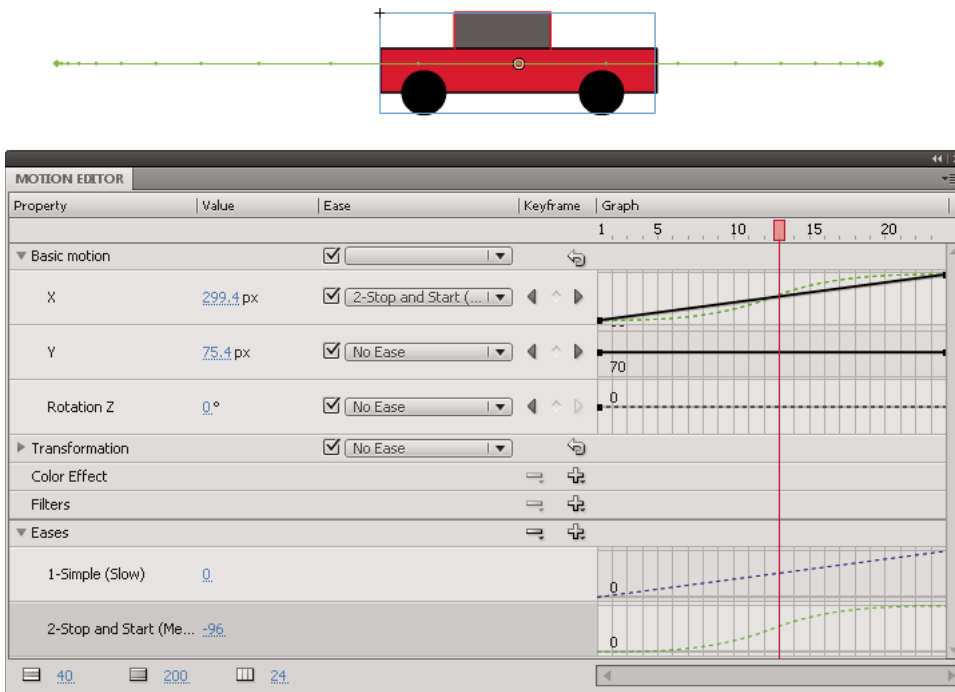 MOTION EDITOR
Property Value Ease Keyframe Graph
1 5 10 15 20
Basic motion
X 299.4 px 2-Stop and Start (...
Y 75.4 px No Ease
70
Rotation Z 0 ° No Ease
0
Transformation No Ease
Color Effect
Filters
Eases
1-Simple (Slow) 0
0
2-Stop and Start (Me... -96
0
40 200 24